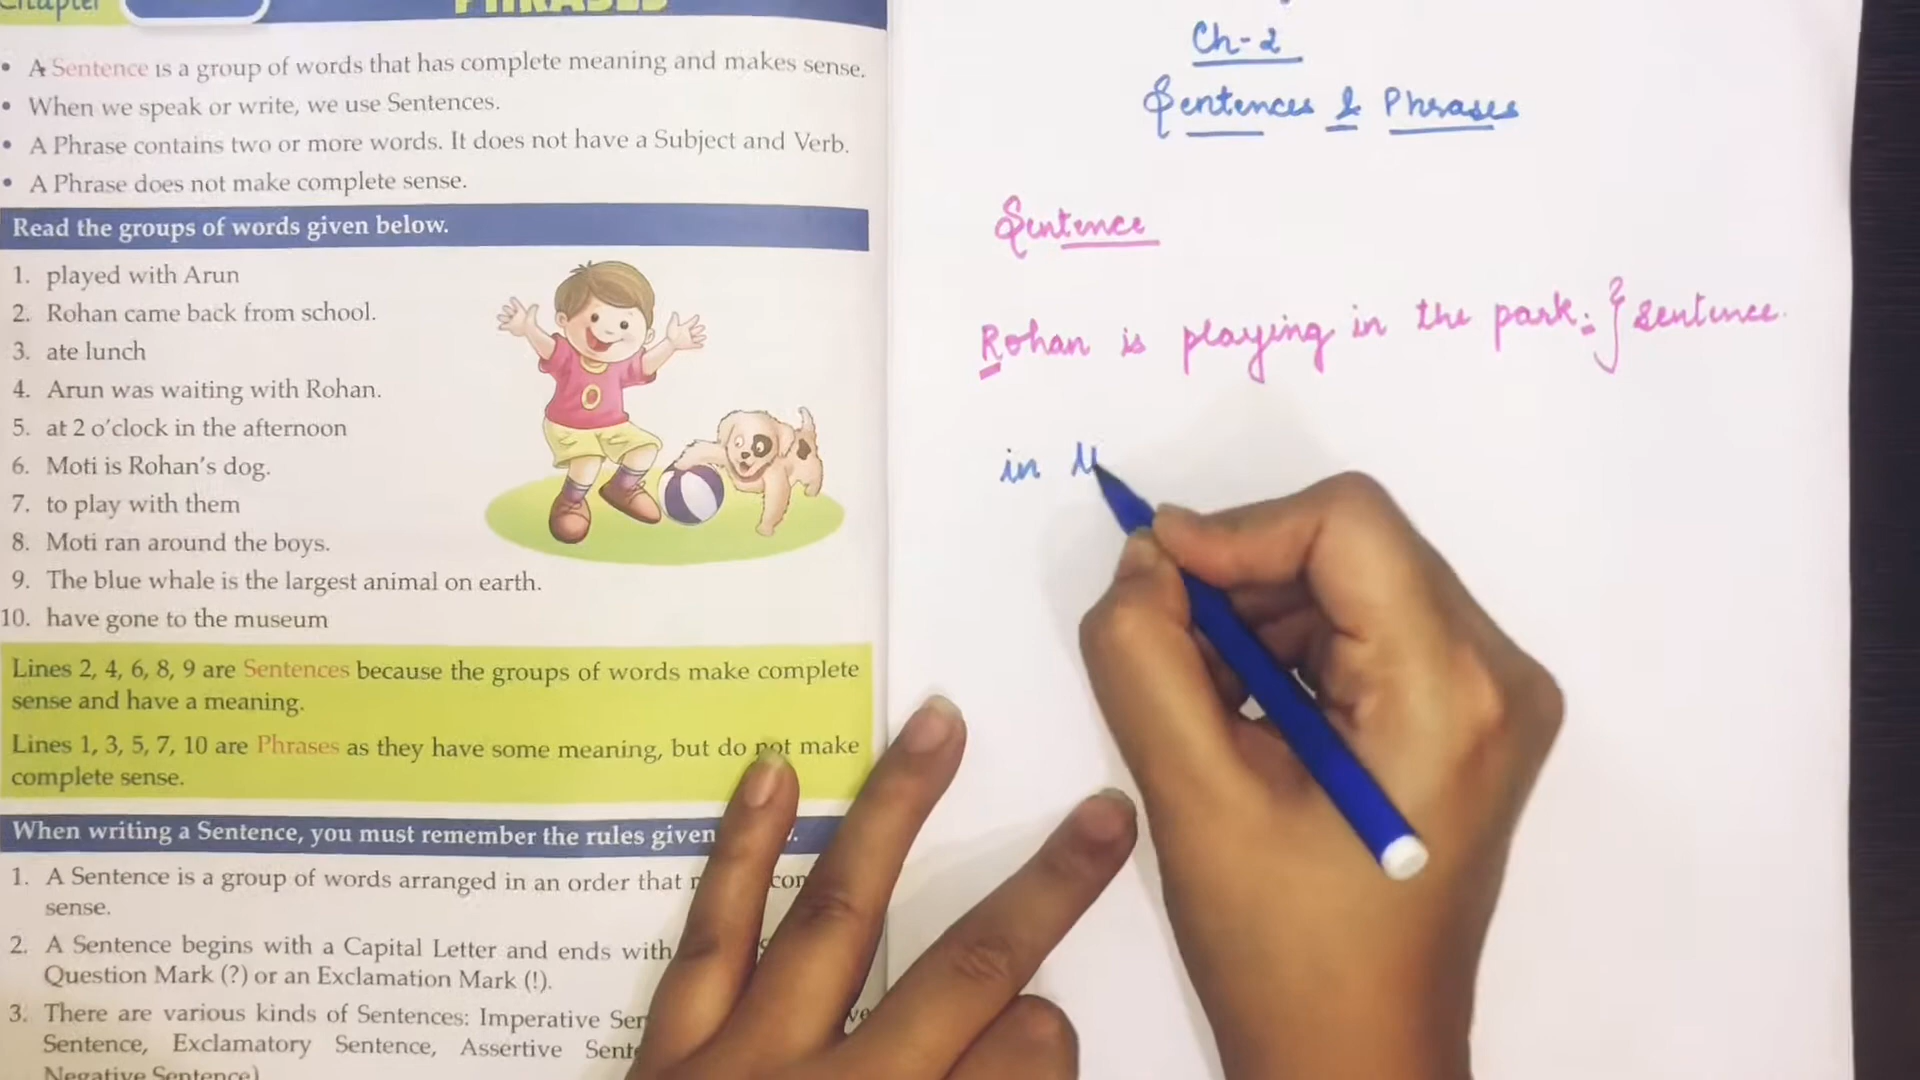 Chapter
PHRASES
• A Sentence is a group of words that has complete meaning and makes sense.
• When we speak or write, we use Sentences.
• A Phrase contains two or more words. It does not have a Subject and Verb.
• A Phrase does not make complete sense.
Read the groups of words given below.
1. played with Arun
2. Rohan came back from school.
3. ate lunch
4. Arun was waiting with Rohan.
5. at 2 o'clock in the afternoon
6. Moti is Rohan's dog.
7. to play with them
8. Moti ran around the boys.
9. The blue whale is the largest animal on earth.
10. have gone to the museum
Lines 2, 4, 6, 8, 9 are Sentences because the groups of words make complete
sense and have a meaning.
Lines 1, 3, 5, 7, 10 are Phrases as they have some meaning, but do not make
complete sense.
When writing a Sentence, you must remember the rules given
1. A Sentence is a group of words arranged in an order that
sense.
2. A Sentence begins with a Capital Letter and ends with
Question Mark (?) or an Exclamation Mark (!).
3. There are various kinds of Sentences: Imperative
Sentence, Exclamatory Sentence, Assertive
Negative Sentence)
Ch-2
Sentences & Phrases
Sentence
Rohan is playing in the park. } Sentence.
in